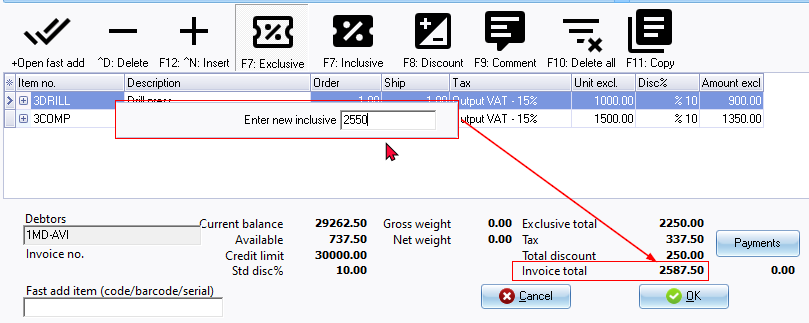 +Open fast add ^D: Delete F12: ^N: Insert F7: Exclusive F7: Inclusive F8: Discount F9: Comment F10: Delete all F11: Copy
Item no. Description Order Ship Tax Unit excl. Disc% Amount excl
3DRILL Drill press 1.00 1.00 Output VAT - 15% 1000.00 % 10 900.00
3COMP Output VAT - 15% 1500.00 % 10 1350.00
Enter new inclusive 2550
Debtors
1MD-AVI
Invoice no.
Fast add item (code/barcode/serial)
Current balance 29262.50 Gross weight 0.00 Exclusive total 2250.00
Available 737.50 Net weight 0.00 Tax 337.50
Credit limit 30000.00 Total discount 250.00
Std disc% 10.00 Invoice total 2587.50
Payments
0.00
Cancel OK